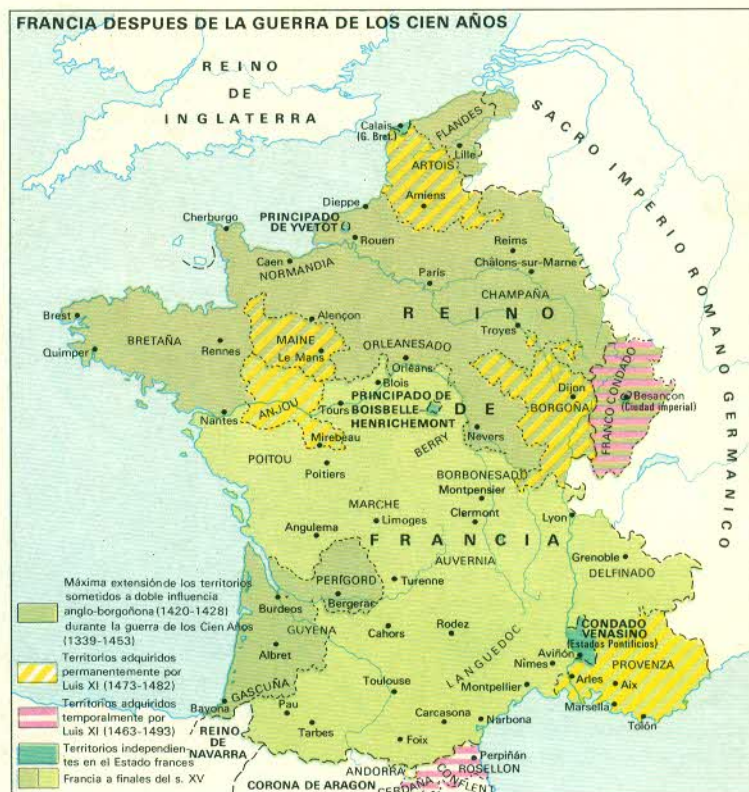 FRANCIA DESPUES DE LA GUERRA DE LOS CIEN AÑOS
REINO
DE
INGLATERRA
SACRO IMPERIO ROMANO GERMANICO
Calais
(G. Bret.)
FLANDES
Lille
ARTOIS
Amiens
Dieppe
Cherburgo
PRINCIPADO
DE YVETOT ( )
Rouen
Reims
Caen
NORMANDIA
Châlons-sur-Marne
París
CHAMPAÑA
Brest
Alençon
REINO
BRETAÑA
MAINE
Troyes
Quimper
Rennes
Le Mans
ORLEANESADO
Orléans
FRANCO CONDADO
Blois
Dijon
Besançon
(Ciudad imperial)
PRINCIPADO DE
BOISBELLE-
HENRICHEMONT
DE
BORGOÑA
ANJOU
Tours
Nantes
Mirebeau
BERRY
Nevers
POITOU
Poitiers
BORBONESADO
Montpensier
MARCHE
Limoges
Clermont
Lyon
Angulema
FRANCIA
AUVERNIA
Grenoble
DELFINADO
PERÍGORD
Turenne
Bergerac
Burdeos
GUYENA
Cahors
Rodez
CONDADO
VENASINO
(Estados Pontificios)
Albret
LANGUEDOC
Aviñón
PROVENZA
Nimes
GASCUÑA
Toulouse
Montpellier
Arles
Aix
Bayona
Pau
Marsella
Tolón
REINO
DE
NAVARRA
Tarbes
Carcasona
Narbona
Foix
Perpiñán
ROSELLON
ANDORRA
CONFLENT
CERDAÑA
CORONA DE ARAGON
Máxima extensión de los territorios
sometidos a doble influencia
anglo-borgoñona (1420-1428)
durante la guerra de los Cien Años
(1339-1453)
Territorios adquiridos
permanentemente por
Luis XI (1473-1482)
Territorios adquiridos
temporalmente por
Luis XI (1463-1493)
Territorios independien-
tes en el Estado frances
Francia a finales del s. XV